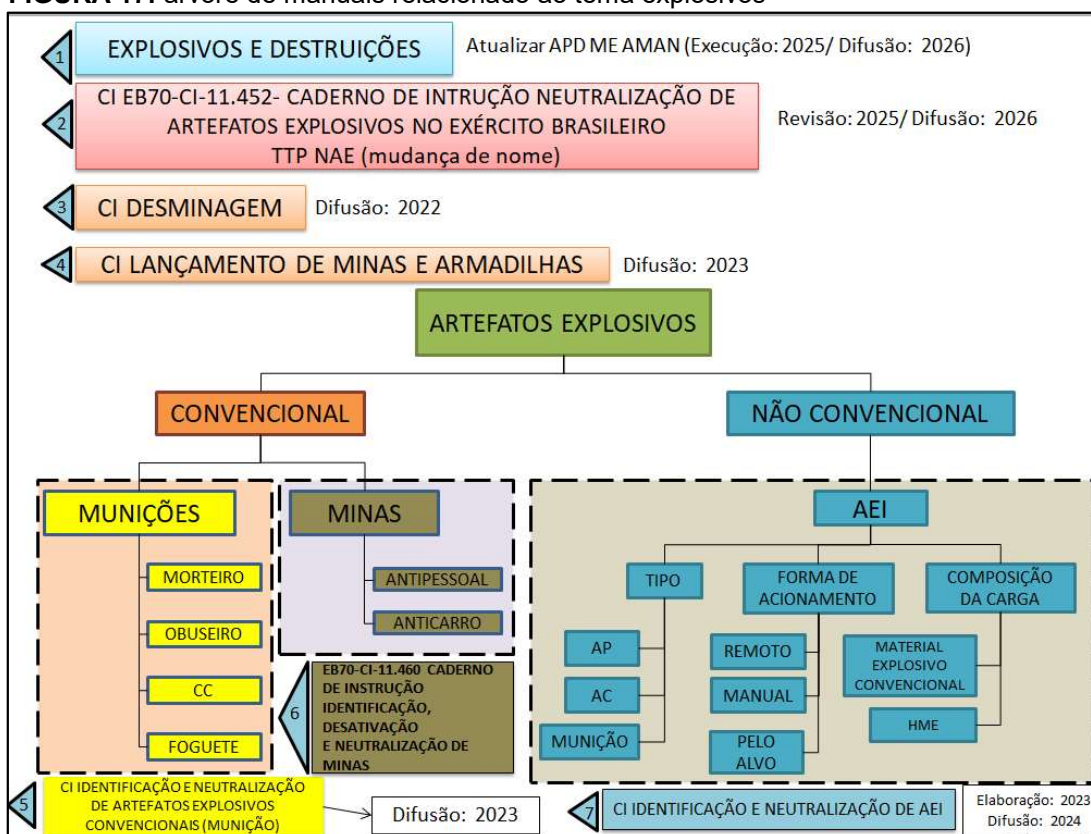 FIGURA 17: árvore de manuais relacionado ao tema explosivos
1
EXPLOSIVOS E DESTRUIÇÕES
Atualizar APD ME AMAN (Execução: 2025/ Difusão: 2026)
2
CI EB70-CI-11.452- CADERNO DE INTRUÇÃO NEUTRALIZAÇÃO DE
ARTEFATOS EXPLOSIVOS NO EXÉRCITO BRASILEIRO
TTP NAE (mudança de nome)
Revisão: 2025/ Difusão: 2026
3
CI DESMINAGEM
Difusão: 2022
4
CI LANÇAMENTO DE MINAS E ARMADILHAS
Difusão: 2023
ARTEFATOS EXPLOSIVOS
CONVENCIONAL
NÃO CONVENCIONAL
MUNIÇÕES
MORTEIRO
OBUSEIRO
CC
FOGUETE
MINAS
ANTIPESSOAL
ANTICARRO
6
EB70-CI-11.460 CADERNO
DE INSTRUÇÃO
IDENTIFICAÇÃO,
DESATIVAÇÃO
E NEUTRALIZAÇÃO DE
MINAS
AEI
TIPO
AP
AC
MUNIÇÃO
FORMA DE
ACIONAMENTO
REMOTO
MANUAL
PELO
ALVO
COMPOSIÇÃO
DA CARGA
MATERIAL
EXPLOSIVO
CONVENCIONAL
HME
5
CI IDENTIFICAÇÃO E NEUTRALIZAÇÃO
DE ARTEFATOS EXPLOSIVOS
CONVENCIONAIS (MUNIÇÃO)
Difusão: 2023
7
CI IDENTIFICAÇÃO E NEUTRALIZAÇÃO DE AEI
Elaboração: 2023
Difusão: 2024